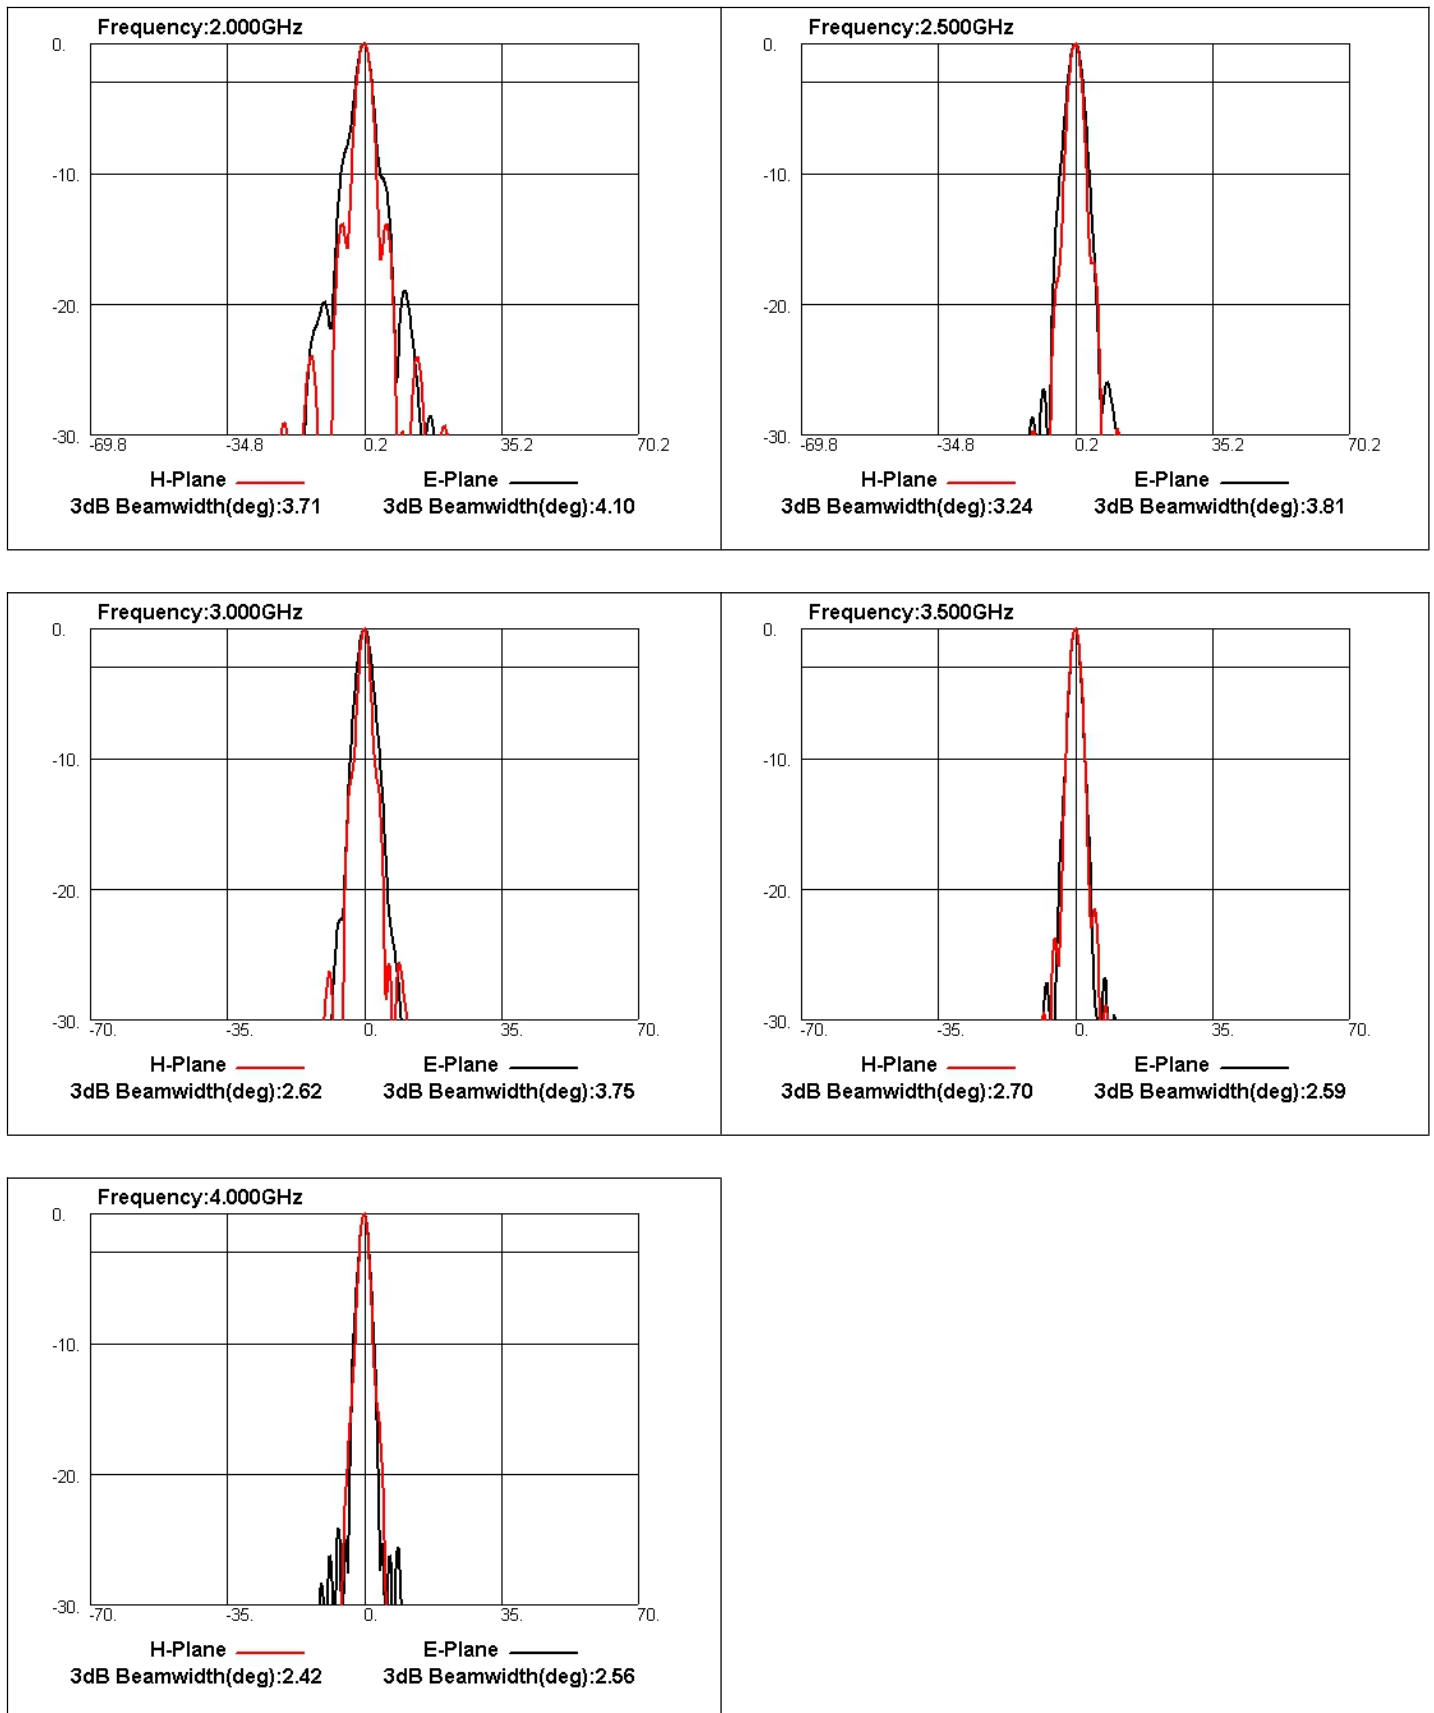 Frequency:2.000GHz
0.
-10.
-20.
-30.
-69.8 -34.8 0.2 35.2 70.2
H-Plane E-Plane
3dB Beamwidth(deg):3.71 3dB Beamwidth(deg):4.10
Frequency:2.500GHz
0.
-10.
-20.
-30.
-69.8 -34.8 0.2 35.2 70.2
H-Plane E-Plane
3dB Beamwidth(deg):3.24 3dB Beamwidth(deg):3.81
Frequency:3.000GHz
0.
-10.
-20.
-30.
-70. -35. 0. 35. 70.
H-Plane E-Plane
3dB Beamwidth(deg):2.62 3dB Beamwidth(deg):3.75
Frequency:3.500GHz
0.
-10.
-20.
-30.
-70. -35. 0. 35. 70.
H-Plane E-Plane
3dB Beamwidth(deg):2.70 3dB Beamwidth(deg):2.59
Frequency:4.000GHz
0.
-10.
-20.
-30.
-70. -35. 0. 35. 70.
H-Plane E-Plane
3dB Beamwidth(deg):2.42 3dB Beamwidth(deg):2.56